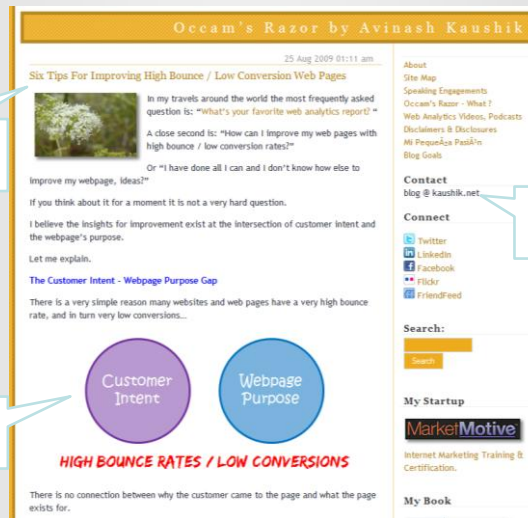 Occam's Razor by Avinash Kaushik
25 Aug 2009 01:11 am
Six Tips For Improving High Bounce / Low Conversion Web Pages
In my travels around the world the most frequently asked
question is: "What's your favorite web analytics report? "
A close second is: "How can I improve my web pages with
high bounce / low conversion rates?"
Or "I have done all I can and I don't know how else to
improve my webpage, ideas?"
If you think about it for a moment it is not a very hard question.
I believe the insights for improvement exist at the intersection of customer intent and
the webpage's purpose.
Let me explain.
The Customer Intent - Webpage Purpose Gap
There is a very simple reason many websites and web pages have a very high bounce
rate, and in turn very low conversions...
Customer
Intent
Webpage
Purpose
HIGH BOUNCE RATES / LOW CONVERSIONS
There is no connection between why the customer came to the page and what the page
exists for.
About
Site Map
Speaking Engagements
Occam's Razor - What ?
Web Analytics Videos, Podcasts
Disclaimers & Disclosures
Mi PequeÃ±a PasiÃ³n
Blog Goals
Contact
blog @ kaushik.net
Connect
Twitter
LinkedIn
Facebook
Flickr
FriendFeed
Search:
Search
My Startup
MarketMotive
Internet Marketing Training &
Certification.
My Book